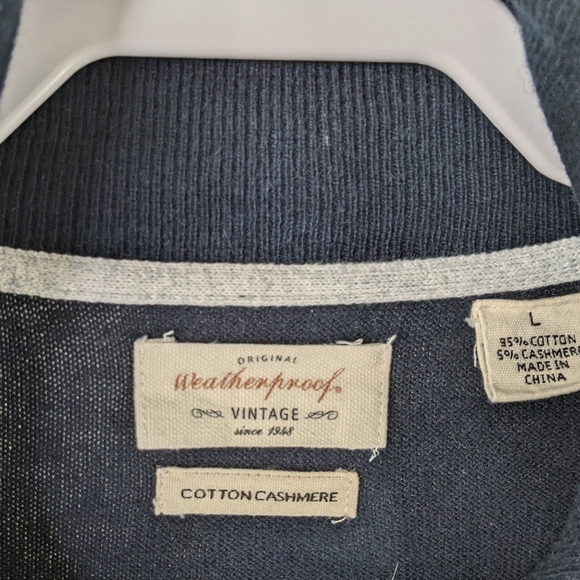 ORIGINAL
Weatherproof®
VINTAGE
since 1948
COTTON CASHMERE
L
95% COTTON
5% CASHMERE
MADE IN
CHINA